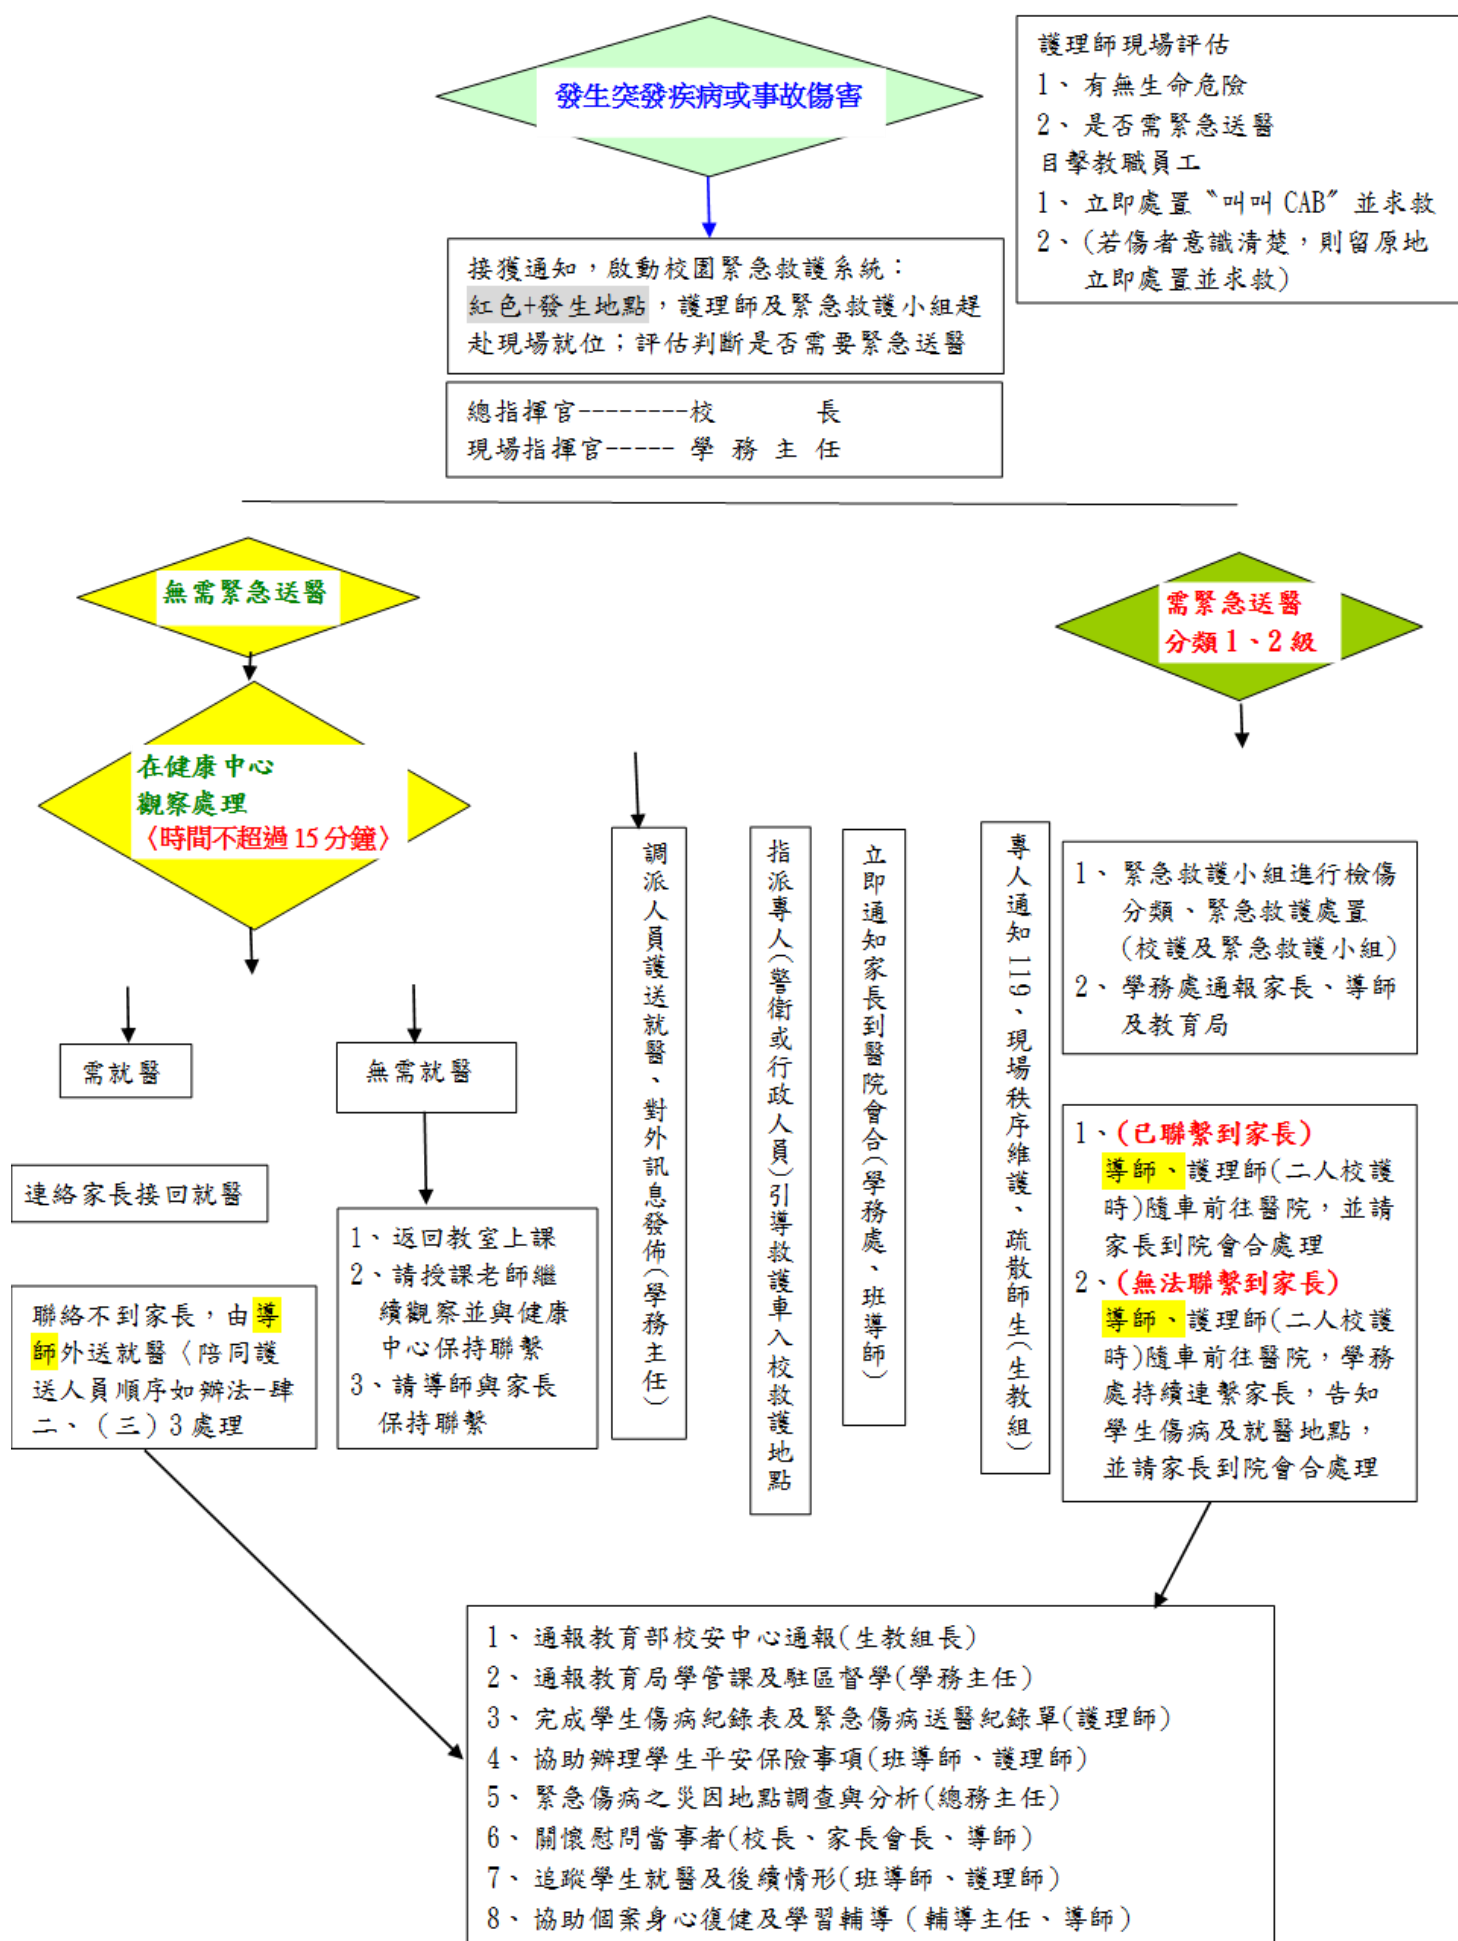 發生突發疾病或事故傷害
護理師現場評估
1、有無生命危險
2、是否需緊急送醫
目擊教職員工
1、立即處置〝叫叫 CAB〞並求救
2、(若傷者意識清楚，則留原地
立即處置並求救)
接獲通知，啟動校園緊急救護系統：
紅色+發生地點，護理師及緊急救護小組趕
赴現場就位；評估判斷是否需要緊急送醫
總指揮官--------校 長
現場指揮官----- 學 務 主 任
無需緊急送醫
需緊急送醫
分類1、2級
在健康中心
觀察處理
〈時間不超過15分鐘〉
需就醫
無需就醫
連絡家長接回就醫
聯絡不到家長，由導
師外送就醫〈陪同護
送人員順序如辦法-肆
二、（三）3處理
1、返回教室上課
2、請授課老師繼
續觀察並與健康
中心保持聯繫
3、請導師與家長
保持聯繫
調派人員護送就醫、對外訊息發佈(學務主任)
指派專人(警衛或行政人員)引導救護車入校救護地點
立即通知家長到醫院會合(學務處、班導師)
專人通知119、現場秩序維護、疏散師生(生教組)
1、緊急救護小組進行檢傷
分類、緊急救護處置
(校護及緊急救護小組)
2、學務處通報家長、導師
及教育局
1、(已聯繫到家長)
導師、護理師(二人校護
時)隨車前往醫院，並請
家長到院會合處理
2、(無法聯繫到家長)
導師、護理師(二人校護
時)隨車前往醫院，學務
處持續連繫家長，告知
學生傷病及就醫地點，
並請家長到院會合處理
1、通報教育部校安中心通報(生教組長)
2、通報教育局學管課及駐區督學(學務主任)
3、完成學生傷病紀錄表及緊急傷病送醫紀錄單(護理師)
4、協助辦理學生平安保險事項(班導師、護理師)
5、緊急傷病之災因地點調查與分析(總務主任)
6、關懷慰問當事者(校長、家長會長、導師)
7、追蹤學生就醫及後續情形(班導師、護理師)
8、協助個案身心復健及學習輔導（輔導主任、導師）